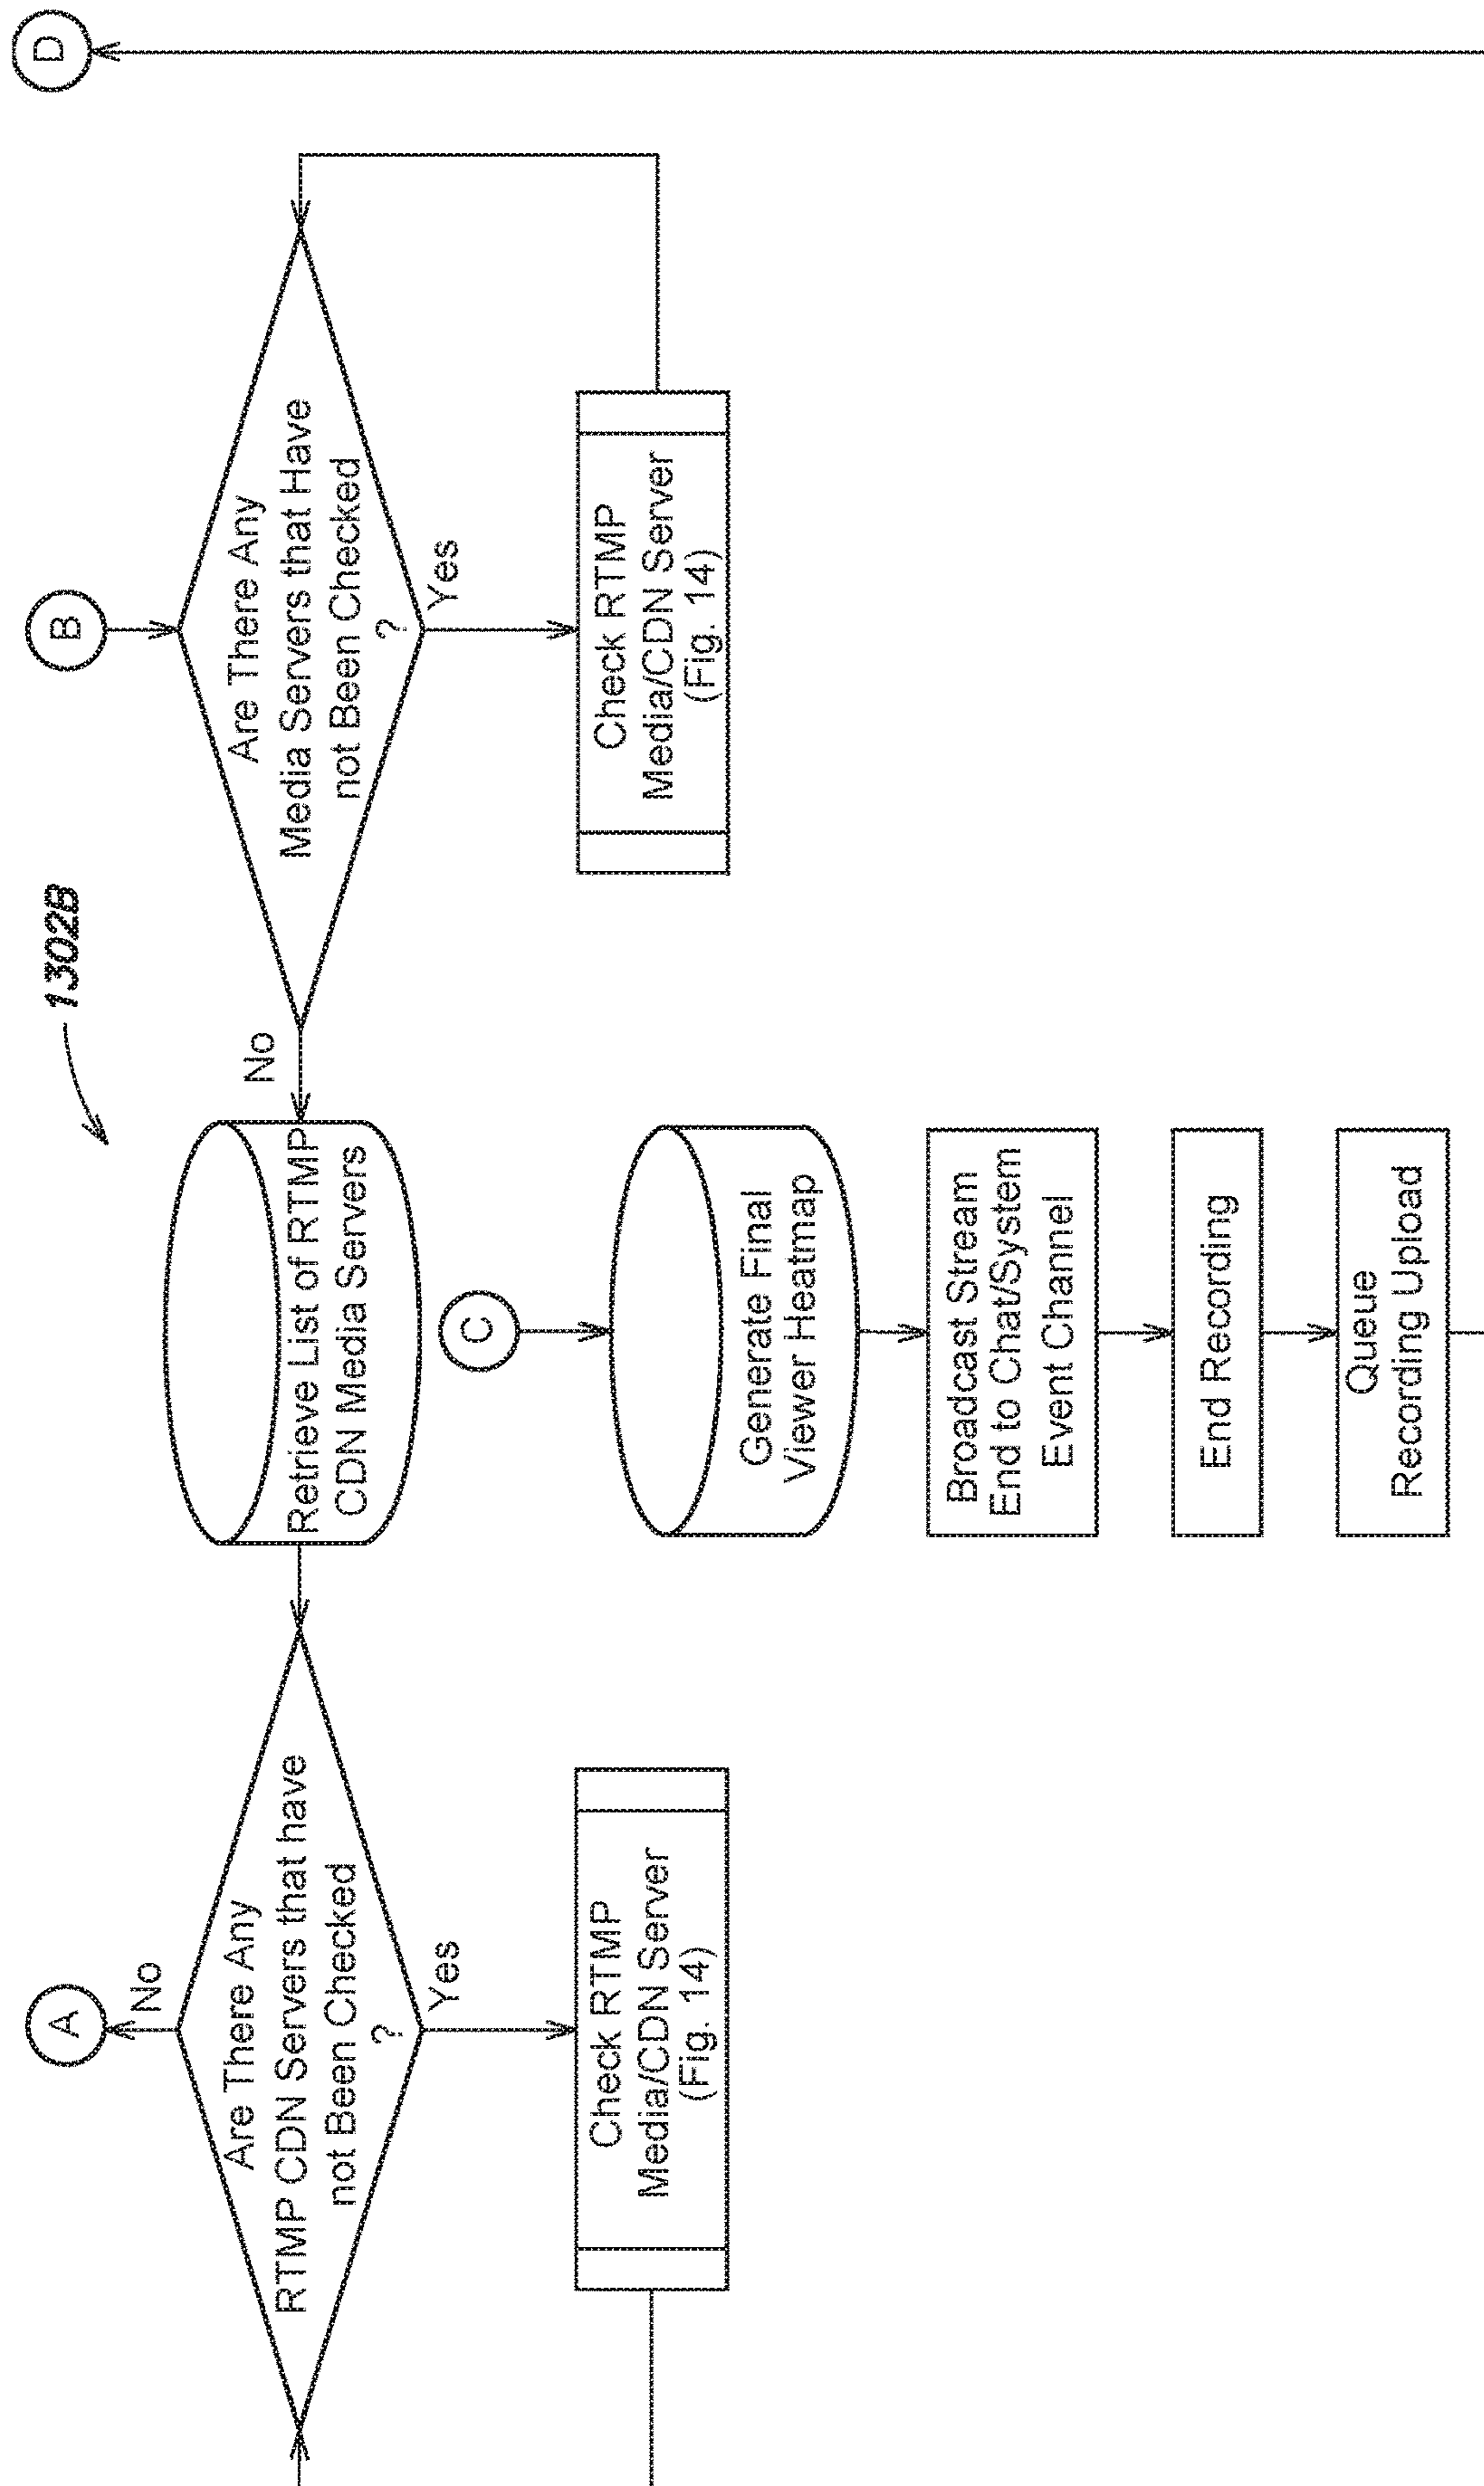 1302B
A
No
Are There Any
RTMP CDN Servers that have
not Been Checked
?
Yes
Check RTMP
Media/CDN Server
(Fig. 14)
Retrieve List of RTMP
CDN Media Servers
No
B
Are There Any
Media Servers that Have
not Been Checked
?
Yes
Check RTMP
Media/CDN Server
(Fig. 14)
C
Generate Final
Viewer Heatmap
Broadcast Stream
End to Chat/System
Event Channel
End Recording
Queue
Recording Upload
D